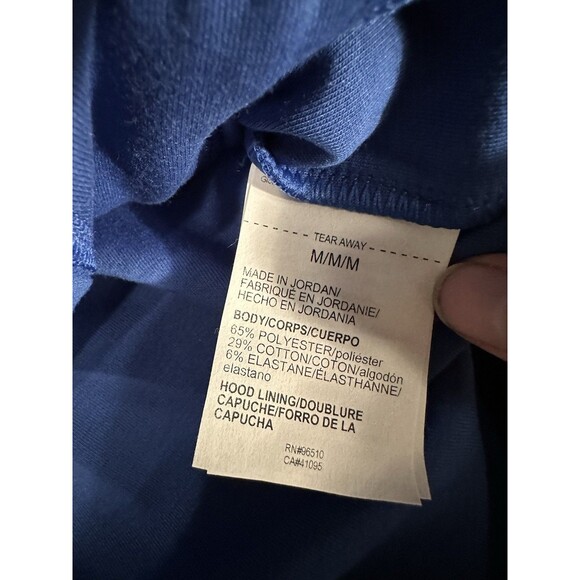 TEAR AWAY
M/M/M
MADE IN JORDAN/
FABRIQUÉ EN JORDANIE/
HECHO EN JORDANIA
BODY/CORPS/CUERPO
65% POLYESTER/poliéster
29% COTTON/COTON/algodón
6% ELASTANE/ÉLASTHANNE/
elastano
HOOD LINING/DOUBLURE
CAPUCHE/FORRO DE LA
CAPUCHA
RN#96510
CA#41095